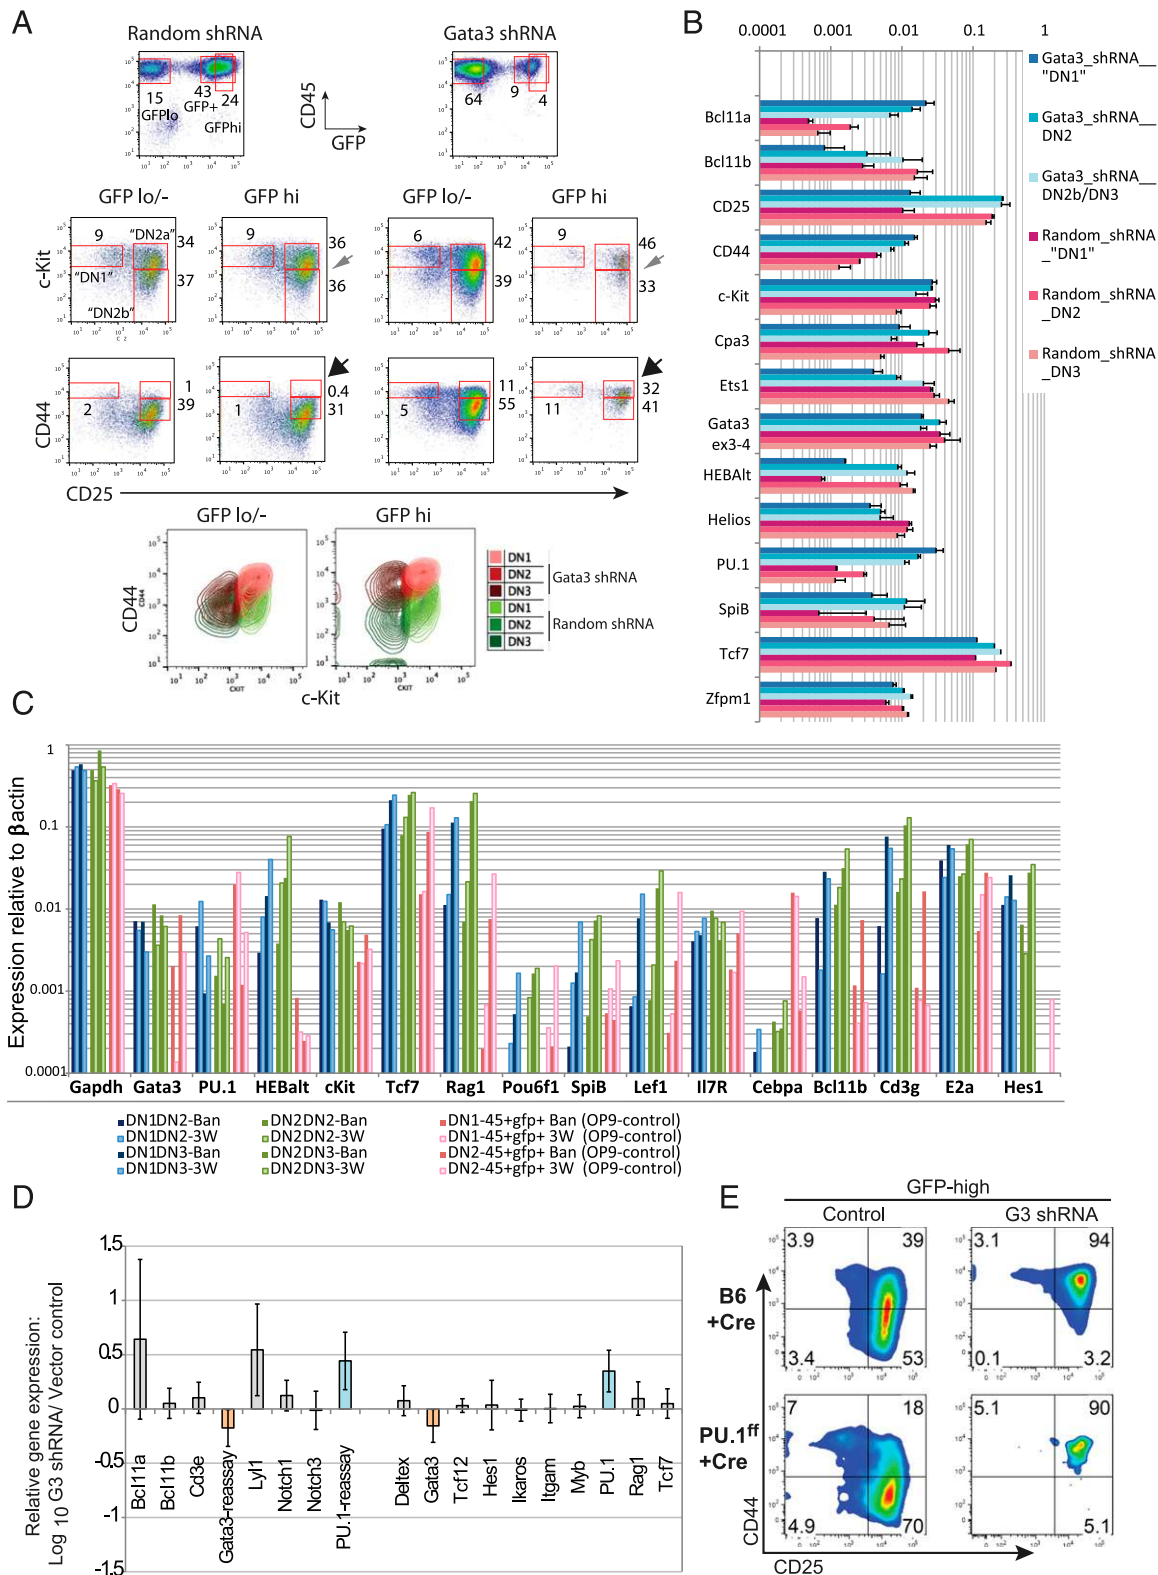 A
Random shRNA
Gata3 shRNA
15
GFPlo
43
GFP+
24
GFPhi
64
9
4
CD45
GFP
GFP lo/-
GFP hi
GFP lo/-
GFP hi
c-Kit
9
"DN2a"
34
"DN1"
37
"DN2b"
9
36
36
6
42
39
9
46
33
CD44
2
1
39
1
0.4
31
5
11
55
11
32
41
CD25
GFP lo/-
GFP hi
CD44
c-Kit
CKIT
CKIT
DN1
DN2
DN3
Gata3 shRNA
DN1
DN2
DN3
Random shRNA
B
0.0001 0.001 0.01 0.1 1
Bcl11a
Bcl11b
CD25
CD44
c-Kit
Cpa3
Ets1
Gata3
ex3-4
HEBAlt
Helios
PU.1
SpiB
Tcf7
Zfpm1
Gata3_shRNA__
"DN1"
Gata3_shRNA__
DN2
Gata3_shRNA__
DN2b/DN3
Random_shRNA
_"DN1"
Random_shRNA
_DN2
Random_shRNA
_DN3
C
Expression relative to βactin
1
0.1
0.01
0.001
0.0001
Gapdh Gata3 PU.1 HEBalt cKit Tcf7 Rag1 Pou6f1 SpiB Lef1 Il7R Cebpa Bcl11b Cd3g E2a Hes1
DN1DN2-Ban
DN1DN2-3W
DN1DN3-Ban
DN1DN3-3W
DN2DN2-Ban
DN2DN2-3W
DN2DN3-Ban
DN2DN3-3W
DN1-45+gfp+ Ban (OP9-control)
DN1-45+gfp+ 3W (OP9-control)
DN2-45+gfp+ Ban (OP9-control)
DN2-45+gfp+ 3W (OP9-control)
D
Relative gene expression:
Log 10 G3 shRNA/ Vector control
1.5
1
0.5
0
-0.5
-1
-1.5
Bcl11a
Bcl11b
Cd3e
Gata3-reassay
Lyl1
Notch1
Notch3
PU.1-reassay
Deltex
Gata3
Tcf12
Hes1
Ikaros
Itgam
Myb
PU.1
Rag1
Tcf7
E
GFP-high
Control
G3 shRNA
B6
+Cre
3.9
39
3.4
53
3.1
94
0.1
3.2
PU.1ff
+Cre
7
18
4.9
70
5.1
90
5.1
CD44
CD25